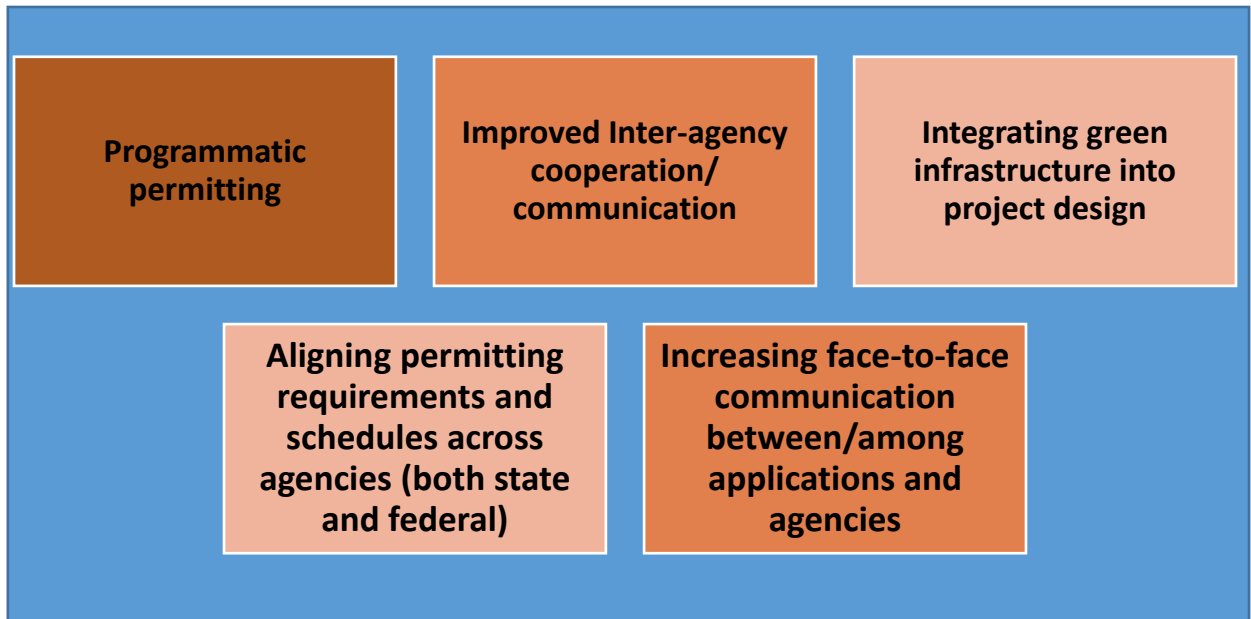 Programmatic
permitting
Improved Inter-agency
cooperation/
communication
Integrating green
infrastructure into
project design
Aligning permitting
requirements and
schedules across
agencies (both state
and federal)
Increasing face-to-face
communication
between/among
applications and
agencies